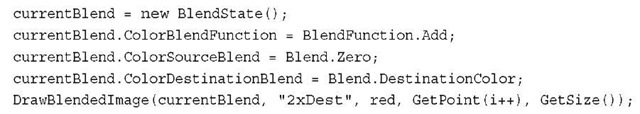 currentBlend = new BlendState();
currentBlend.ColorBlendFunction = BlendFunction.Add;
currentBlend.ColorSourceBlend = Blend.Zero;
currentBlend.ColorDestinationBlend = Blend.DestinationColor;
DrawBlendedImage(currentBlend, "2xDest", red, GetPoint(i++), GetSize());